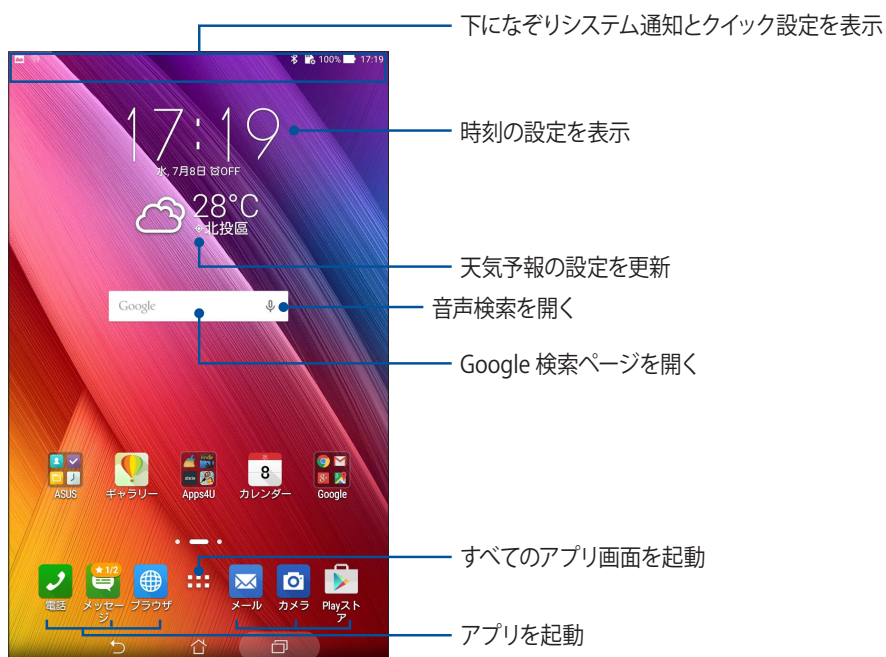 下になぞりシステム通知とクイック設定を表示
100% 17:19
17:19
時刻の設定を表示
水, 7月8日 OFF
28°C
北投區
天気予報の設定を更新
Google
音声検索を開く
Google 検索ページを開く
8
ASUS ギャラリー Apps4U カレンダー Google
すべてのアプリ画面を起動
1/2
電話 メッセー ブラウザ メール カメラ Playスト
ジ ア
アプリを起動